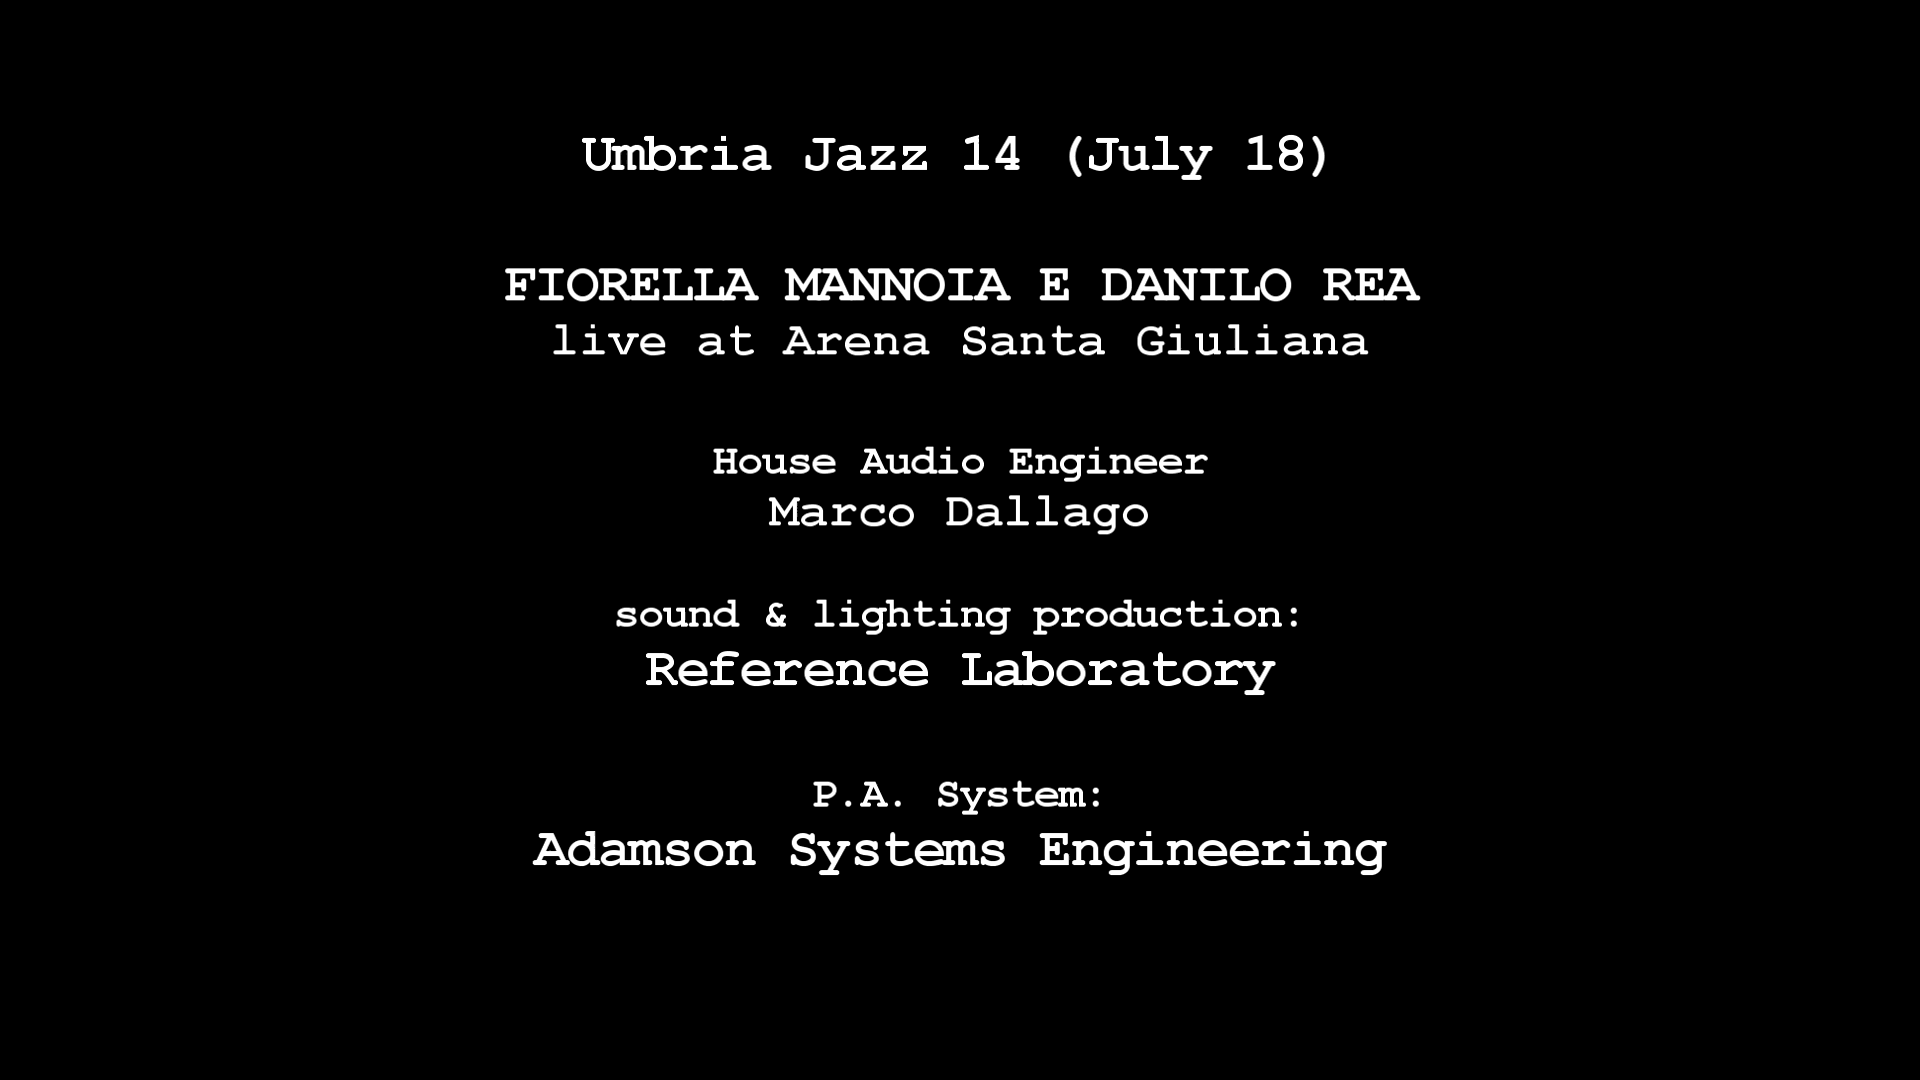 Umbria Jazz 14 (July 18)
FIORELLA MANNOIA E DANILO REA
live at Arena Santa Giuliana
House Audio Engineer
Marco Dallago
sound & lighting production:
Reference Laboratory
P.A. System:
Adamson Systems Engineering